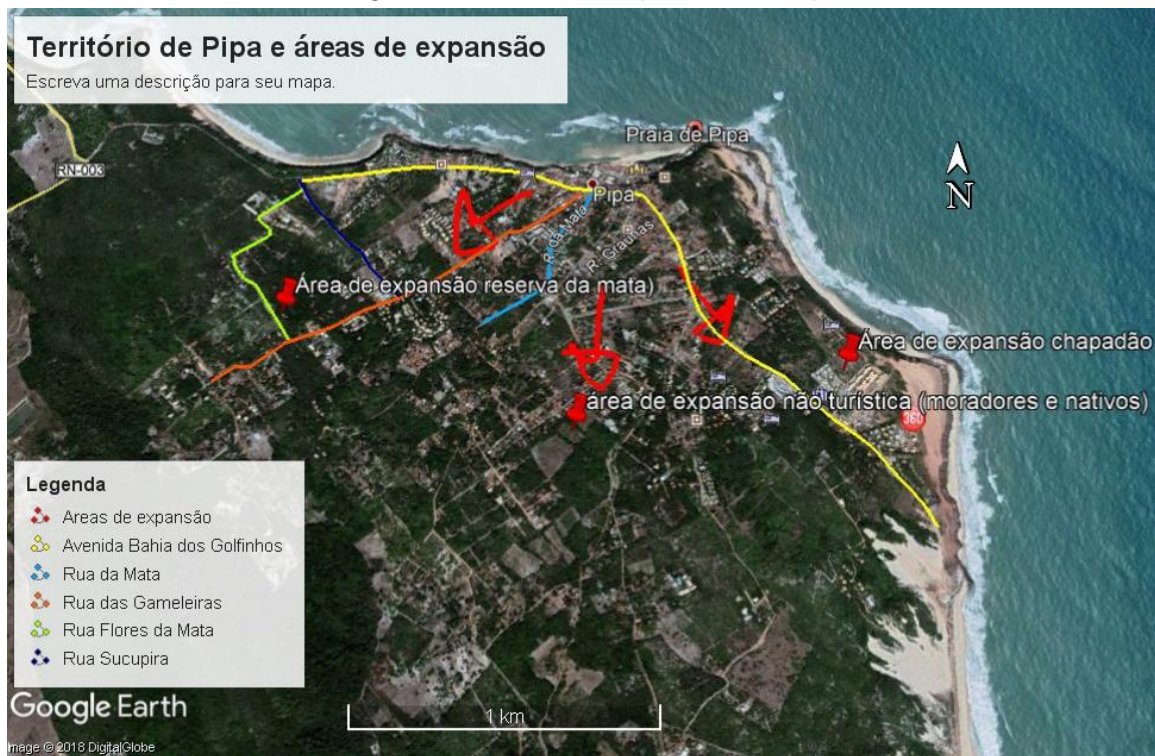 Território de Pipa e áreas de expansão
Escreva uma descrição para seu mapa.
Praia de Pipa
RN-003
N
Pipa
R. da Mata
R. Graúnas
Área de expansão reserva da mata)
Área de expansão chapadão
área de expansão não turística (moradores e nativos)
360
Legenda
Areas de expansão
Avenida Bahia dos Golfinhos
Rua da Mata
Rua das Gameleiras
Rua Flores da Mata
Rua Sucupira
Google Earth
1 km
Image © 2018 DigitalGlobe